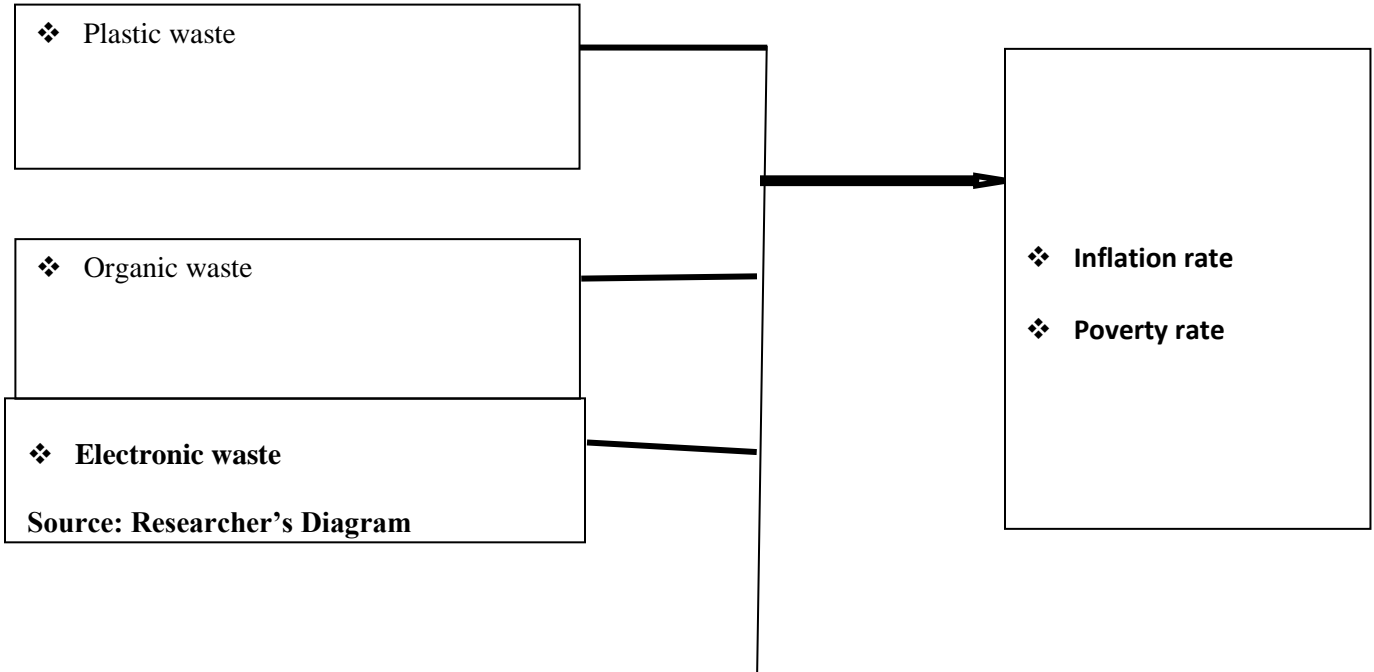 ❖ Plastic waste
❖ Organic waste
❖ Electronic waste
Source: Researcher’s Diagram
❖ Inflation rate
❖ Poverty rate